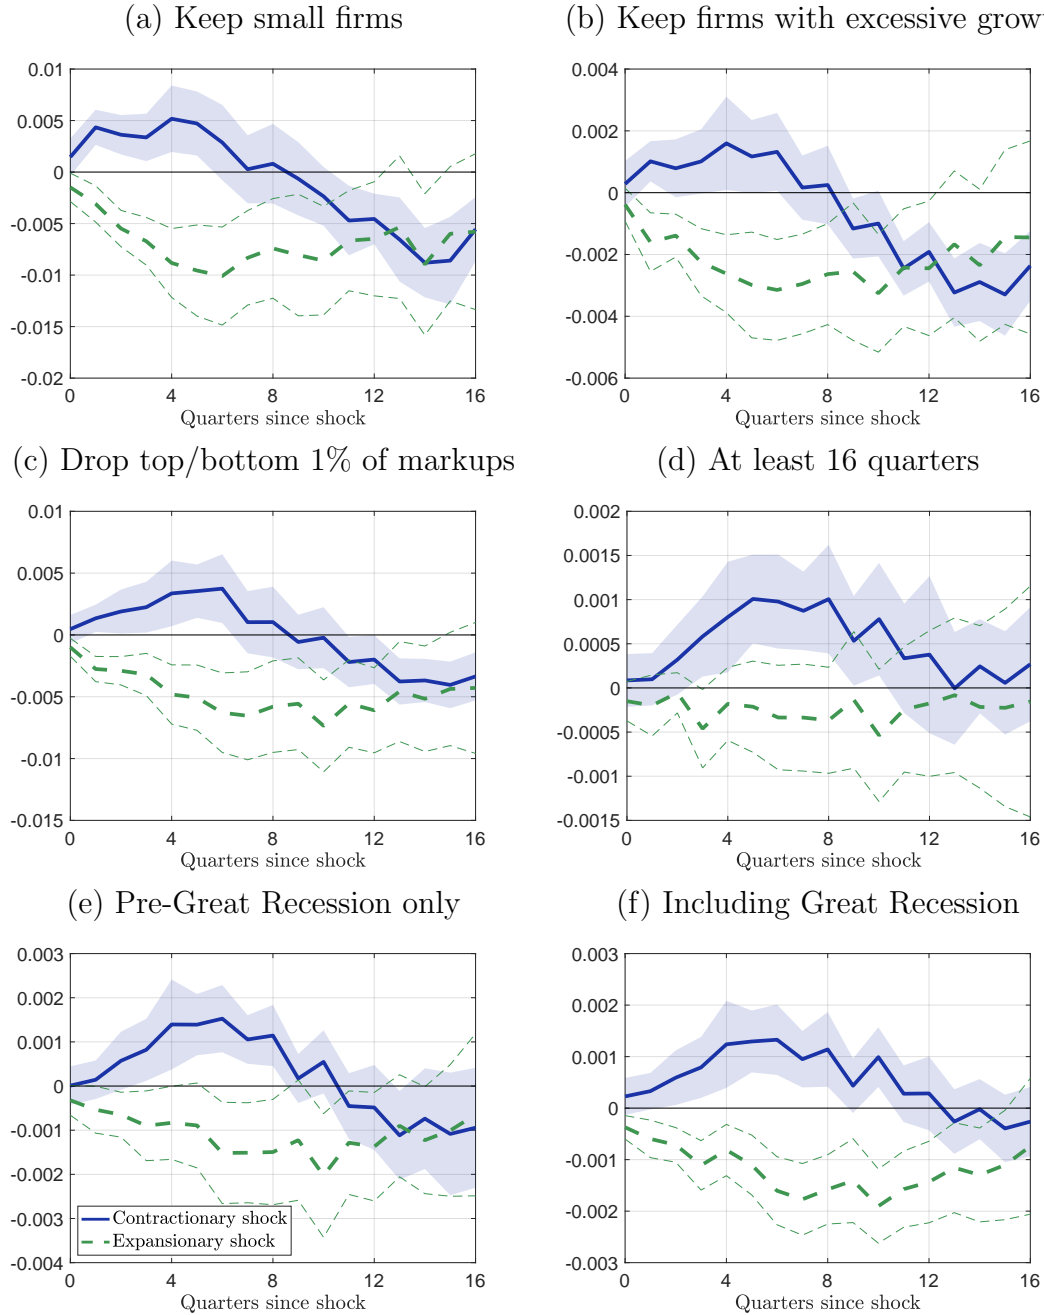 (a) Keep small firms
0.01
0.005
0
-0.005
-0.01
-0.015
-0.02
0 4 8 12 16
Quarters since shock
(b) Keep firms with excessive grow
0.004
0.002
0
-0.002
-0.004
-0.006
0 4 8 12 16
Quarters since shock
(c) Drop top/bottom 1% of markups
0.01
0.005
0
-0.005
-0.01
-0.015
0 4 8 12 16
Quarters since shock
(d) At least 16 quarters
0.002
0.0015
0.001
0.0005
0
-0.0005
-0.001
-0.0015
0 4 8 12 16
Quarters since shock
(e) Pre-Great Recession only
0.003
0.002
0.001
0
-0.001
-0.002
-0.003
-0.004
Contractionary shock
Expansionary shock
0 4 8 12 16
Quarters since shock
(f) Including Great Recession
0.003
0.002
0.001
0
-0.001
-0.002
-0.003
0 4 8 12 16
Quarters since shock